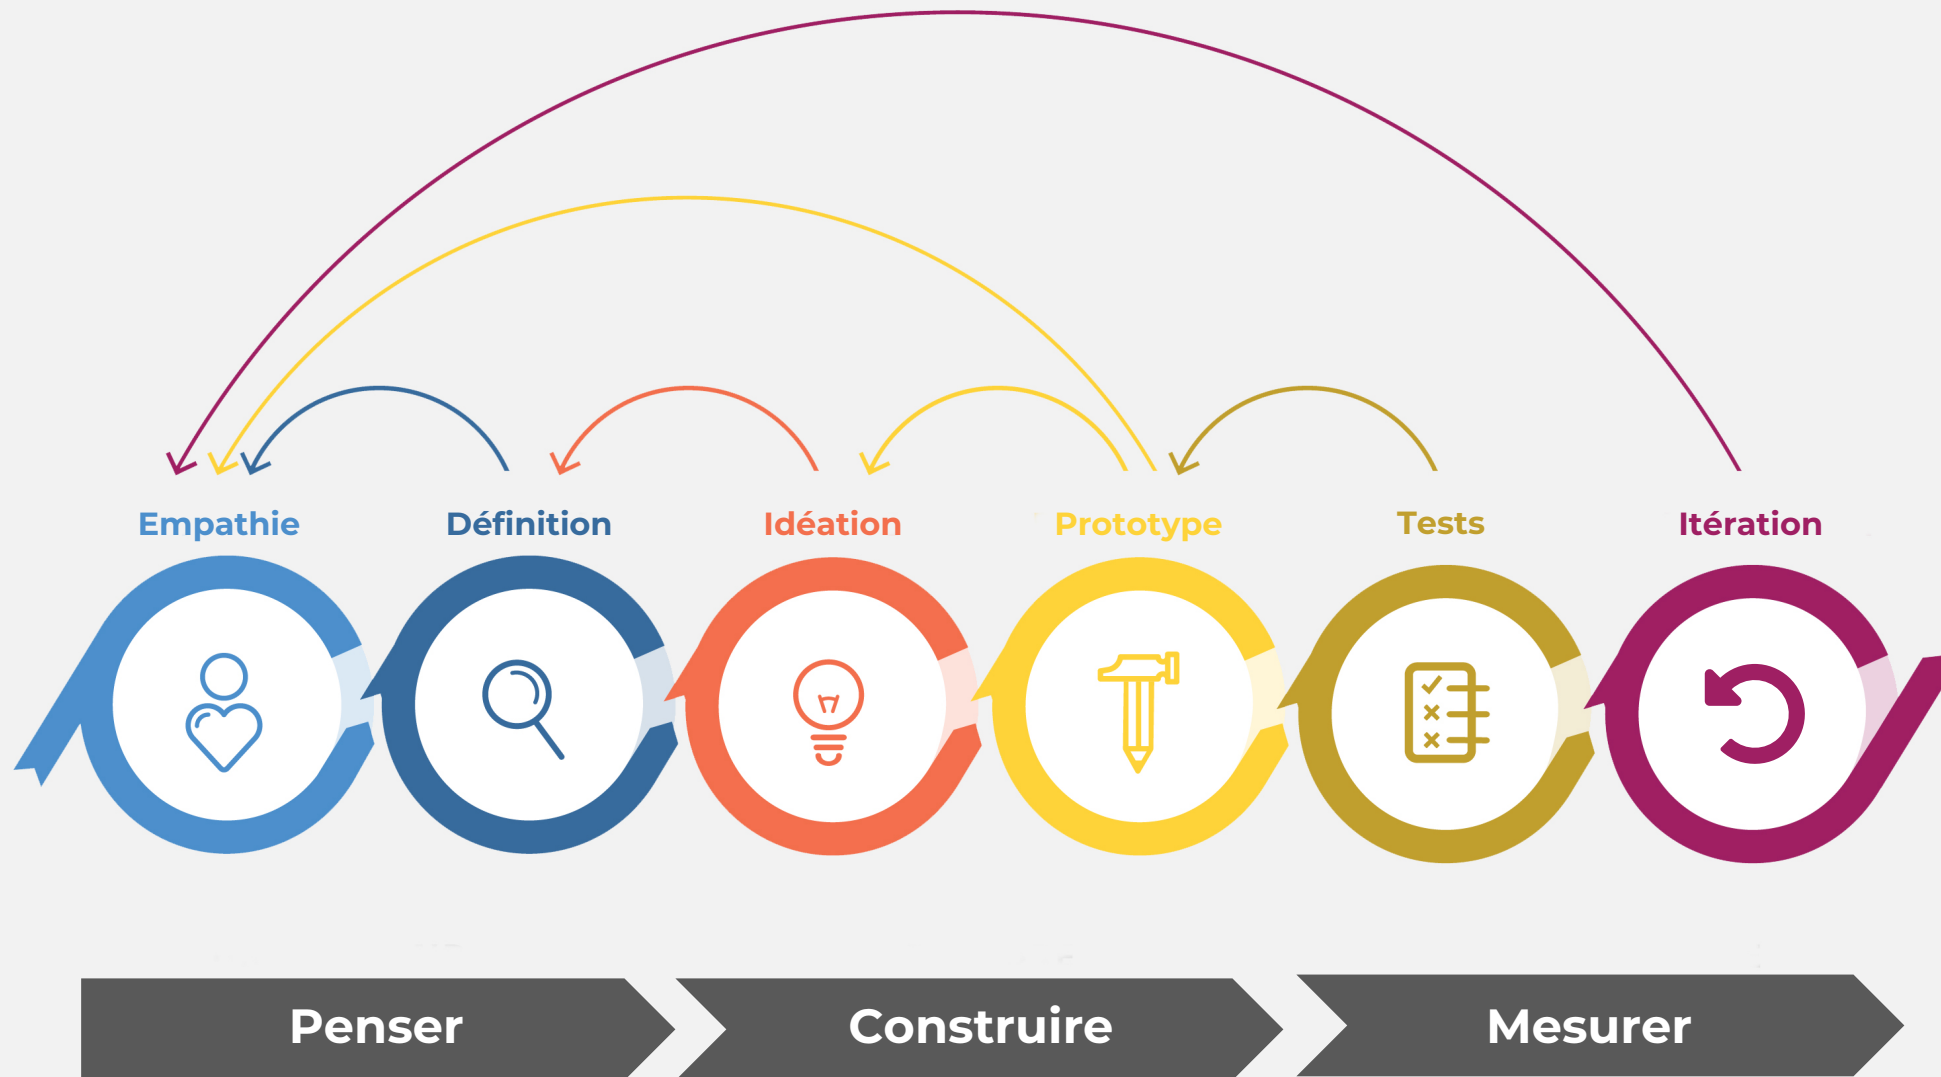 Empathie
Définition
Idéation
Prototype
Tests
Itération
Penser
Construire
Mesurer